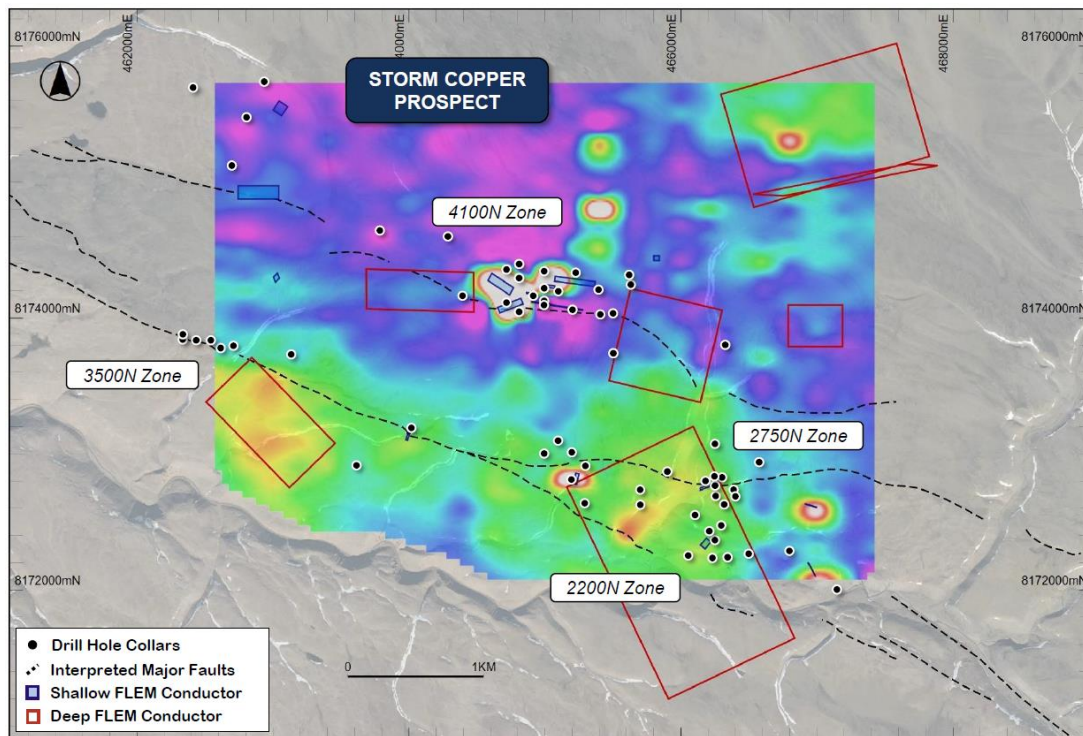 462000mE
464000mE
466000mE
468000mE
8176000mN
8176000mN
STORM COPPER
PROSPECT
4100N Zone
8174000mN
8174000mN
3500N Zone
2750N Zone
8172000mN
8172000mN
2200N Zone
Drill Hole Collars
Interpreted Major Faults
Shallow FLEM Conductor
Deep FLEM Conductor
0 1KM